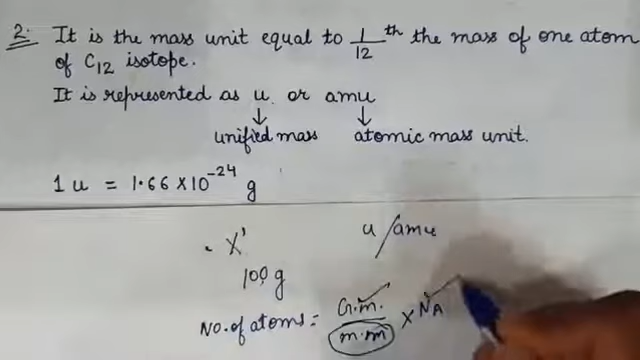 2. It is the mass unit equal to 1/12 th the mass of one atom
of C12 isotope.
It is represented as u or amu
unified mass atomic mass unit.
1 u = 1.66 × 10^-24 g
X' u/amu
100 g
No. of atoms = G.m. / m.m × NA